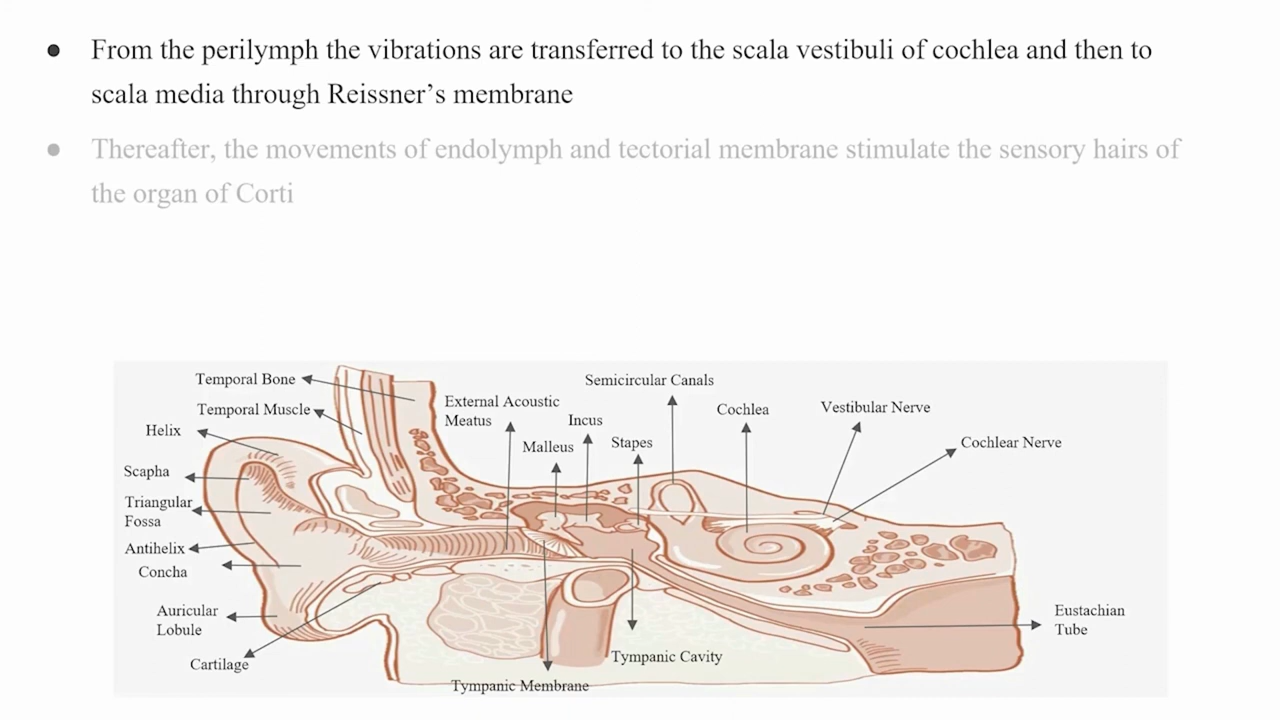 ● From the perilymph the vibrations are transferred to the scala vestibuli of cochlea and then to
scala media through Reissner’s membrane
● Thereafter, the movements of endolymph and tectorial membrane stimulate the sensory hairs of
the organ of Corti
Temporal Bone
Temporal Muscle
Helix
Scapha
Triangular
Fossa
Antihelix
Concha
Auricular
Lobule
Cartilage
External Acoustic
Meatus
Malleus
Incus
Stapes
Semicircular Canals
Cochlea
Vestibular Nerve
Cochlear Nerve
Eustachian
Tube
Tympanic Cavity
Tympanic Membrane